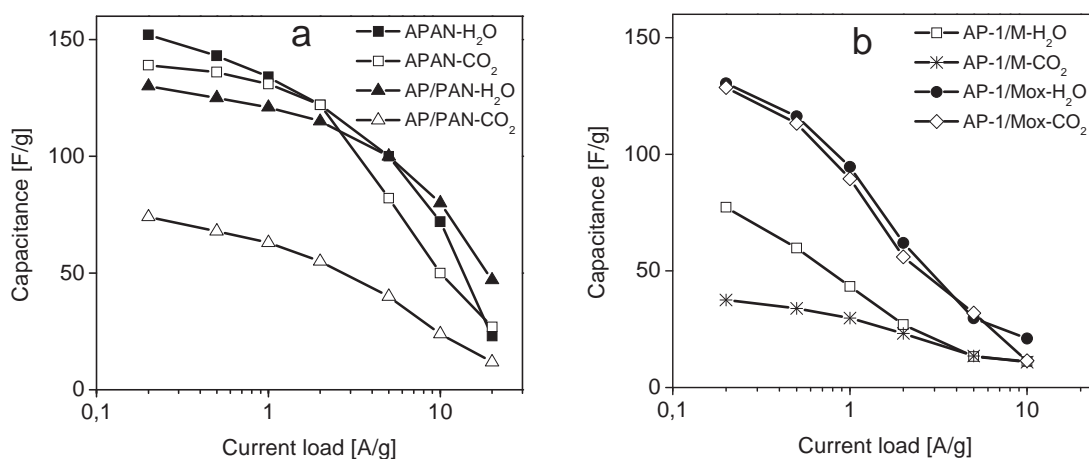 a
APAN-H₂O
APAN-CO₂
AP/PAN-H₂O
AP/PAN-CO₂
150
100
50
0
Capacitance [F/g]
0,1
1
10
Current load [A/g]
b
AP-1/M-H₂O
AP-1/M-CO₂
AP-1/Mox-H₂O
AP-1/Mox-CO₂
150
100
50
0
Capacitance [F/g]
0,1
1
10
Current load [A/g]